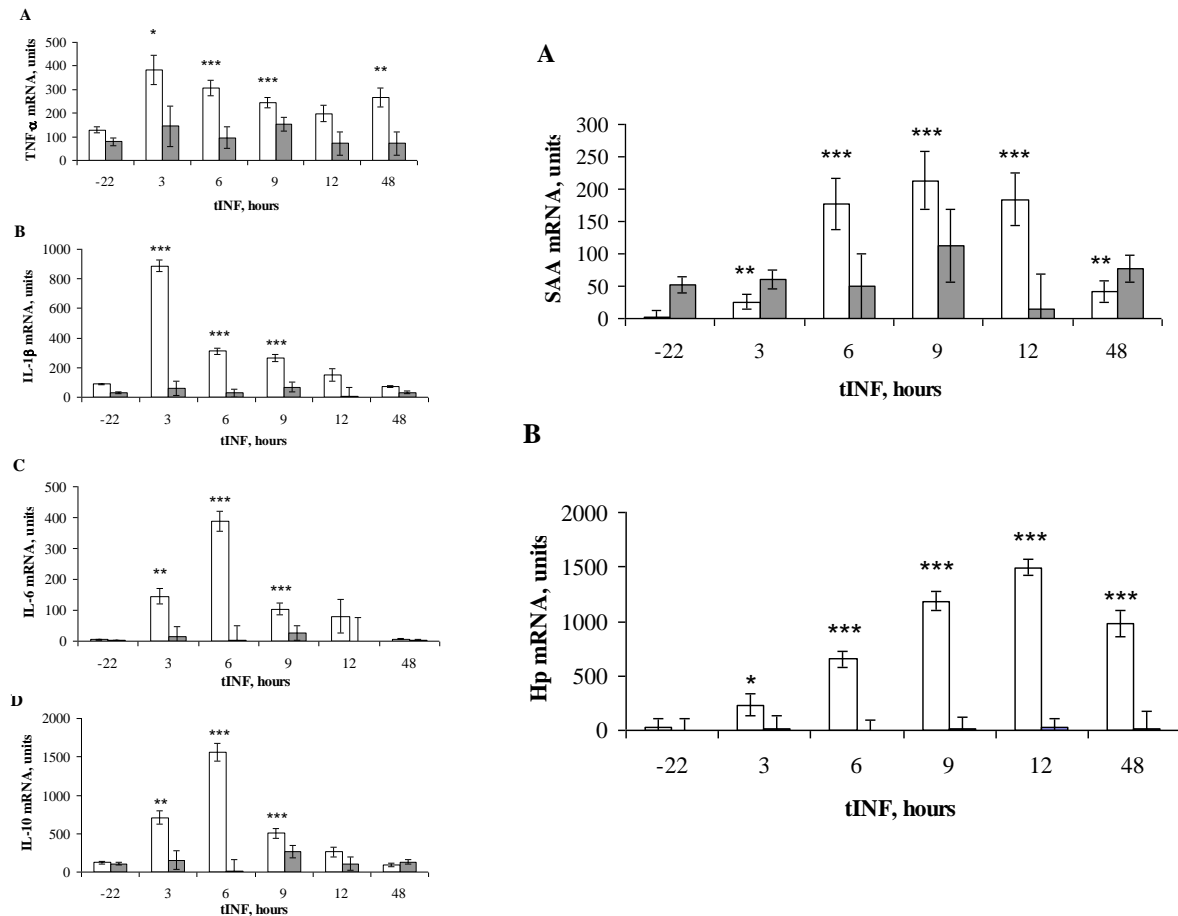 A
TNF-α mRNA, units
500
400
300
200
100
0
*
***
***
**
-22 3 6 9 12 48
tINF, hours
B
IL-1β mRNA, units
1000
800
600
400
200
0
***
***
***
-22 3 6 9 12 48
tINF, hours
C
IL-6 mRNA, units
500
400
300
200
100
0
**
***
***
-22 3 6 9 12 48
tINF, hours
D
IL-10 mRNA, units
2000
1500
1000
500
0
**
***
***
-22 3 6 9 12 48
tINF, hours
A
SAA mRNA, units
300
250
200
150
100
50
0
**
***
***
***
**
-22 3 6 9 12 48
tINF, hours
B
Hp mRNA, units
2000
1500
1000
500
0
*
***
***
***
***
-22 3 6 9 12 48
tINF, hours